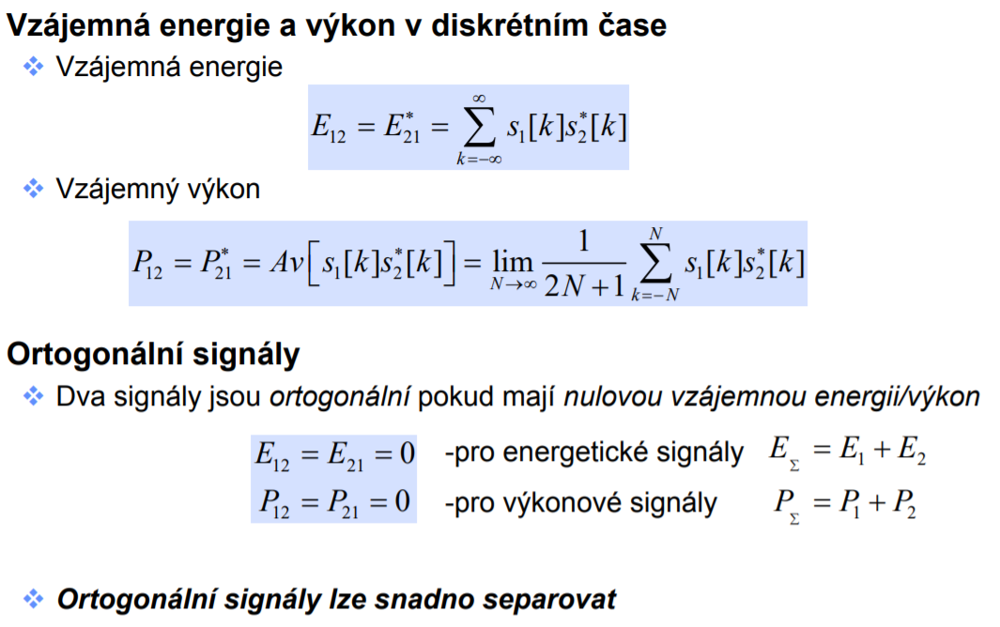 Vzájemná energie a výkon v diskrétním čase
❖ Vzájemná energie
$E_{12} = E_{21}^{*} = \sum_{k=-\infty}^{\infty} s_1[k]s_2^{*}[k]$
❖ Vzájemný výkon
$P_{12} = P_{21}^{*} = Av\left[s_1[k]s_2^{*}[k]\right] = \lim_{N\to\infty} \frac{1}{2N+1} \sum_{k=-N}^{N} s_1[k]s_2^{*}[k]$
Ortogonální signály
❖ Dva signály jsou ortogonální pokud mají nulovou vzájemnou energii/výkon
$E_{12} = E_{21} = 0$ -pro energetické signály $E_{\Sigma} = E_1 + E_2$
$P_{12} = P_{21} = 0$ -pro výkonové signály $P_{\Sigma} = P_1 + P_2$
❖ Ortogonální signály lze snadno separovat